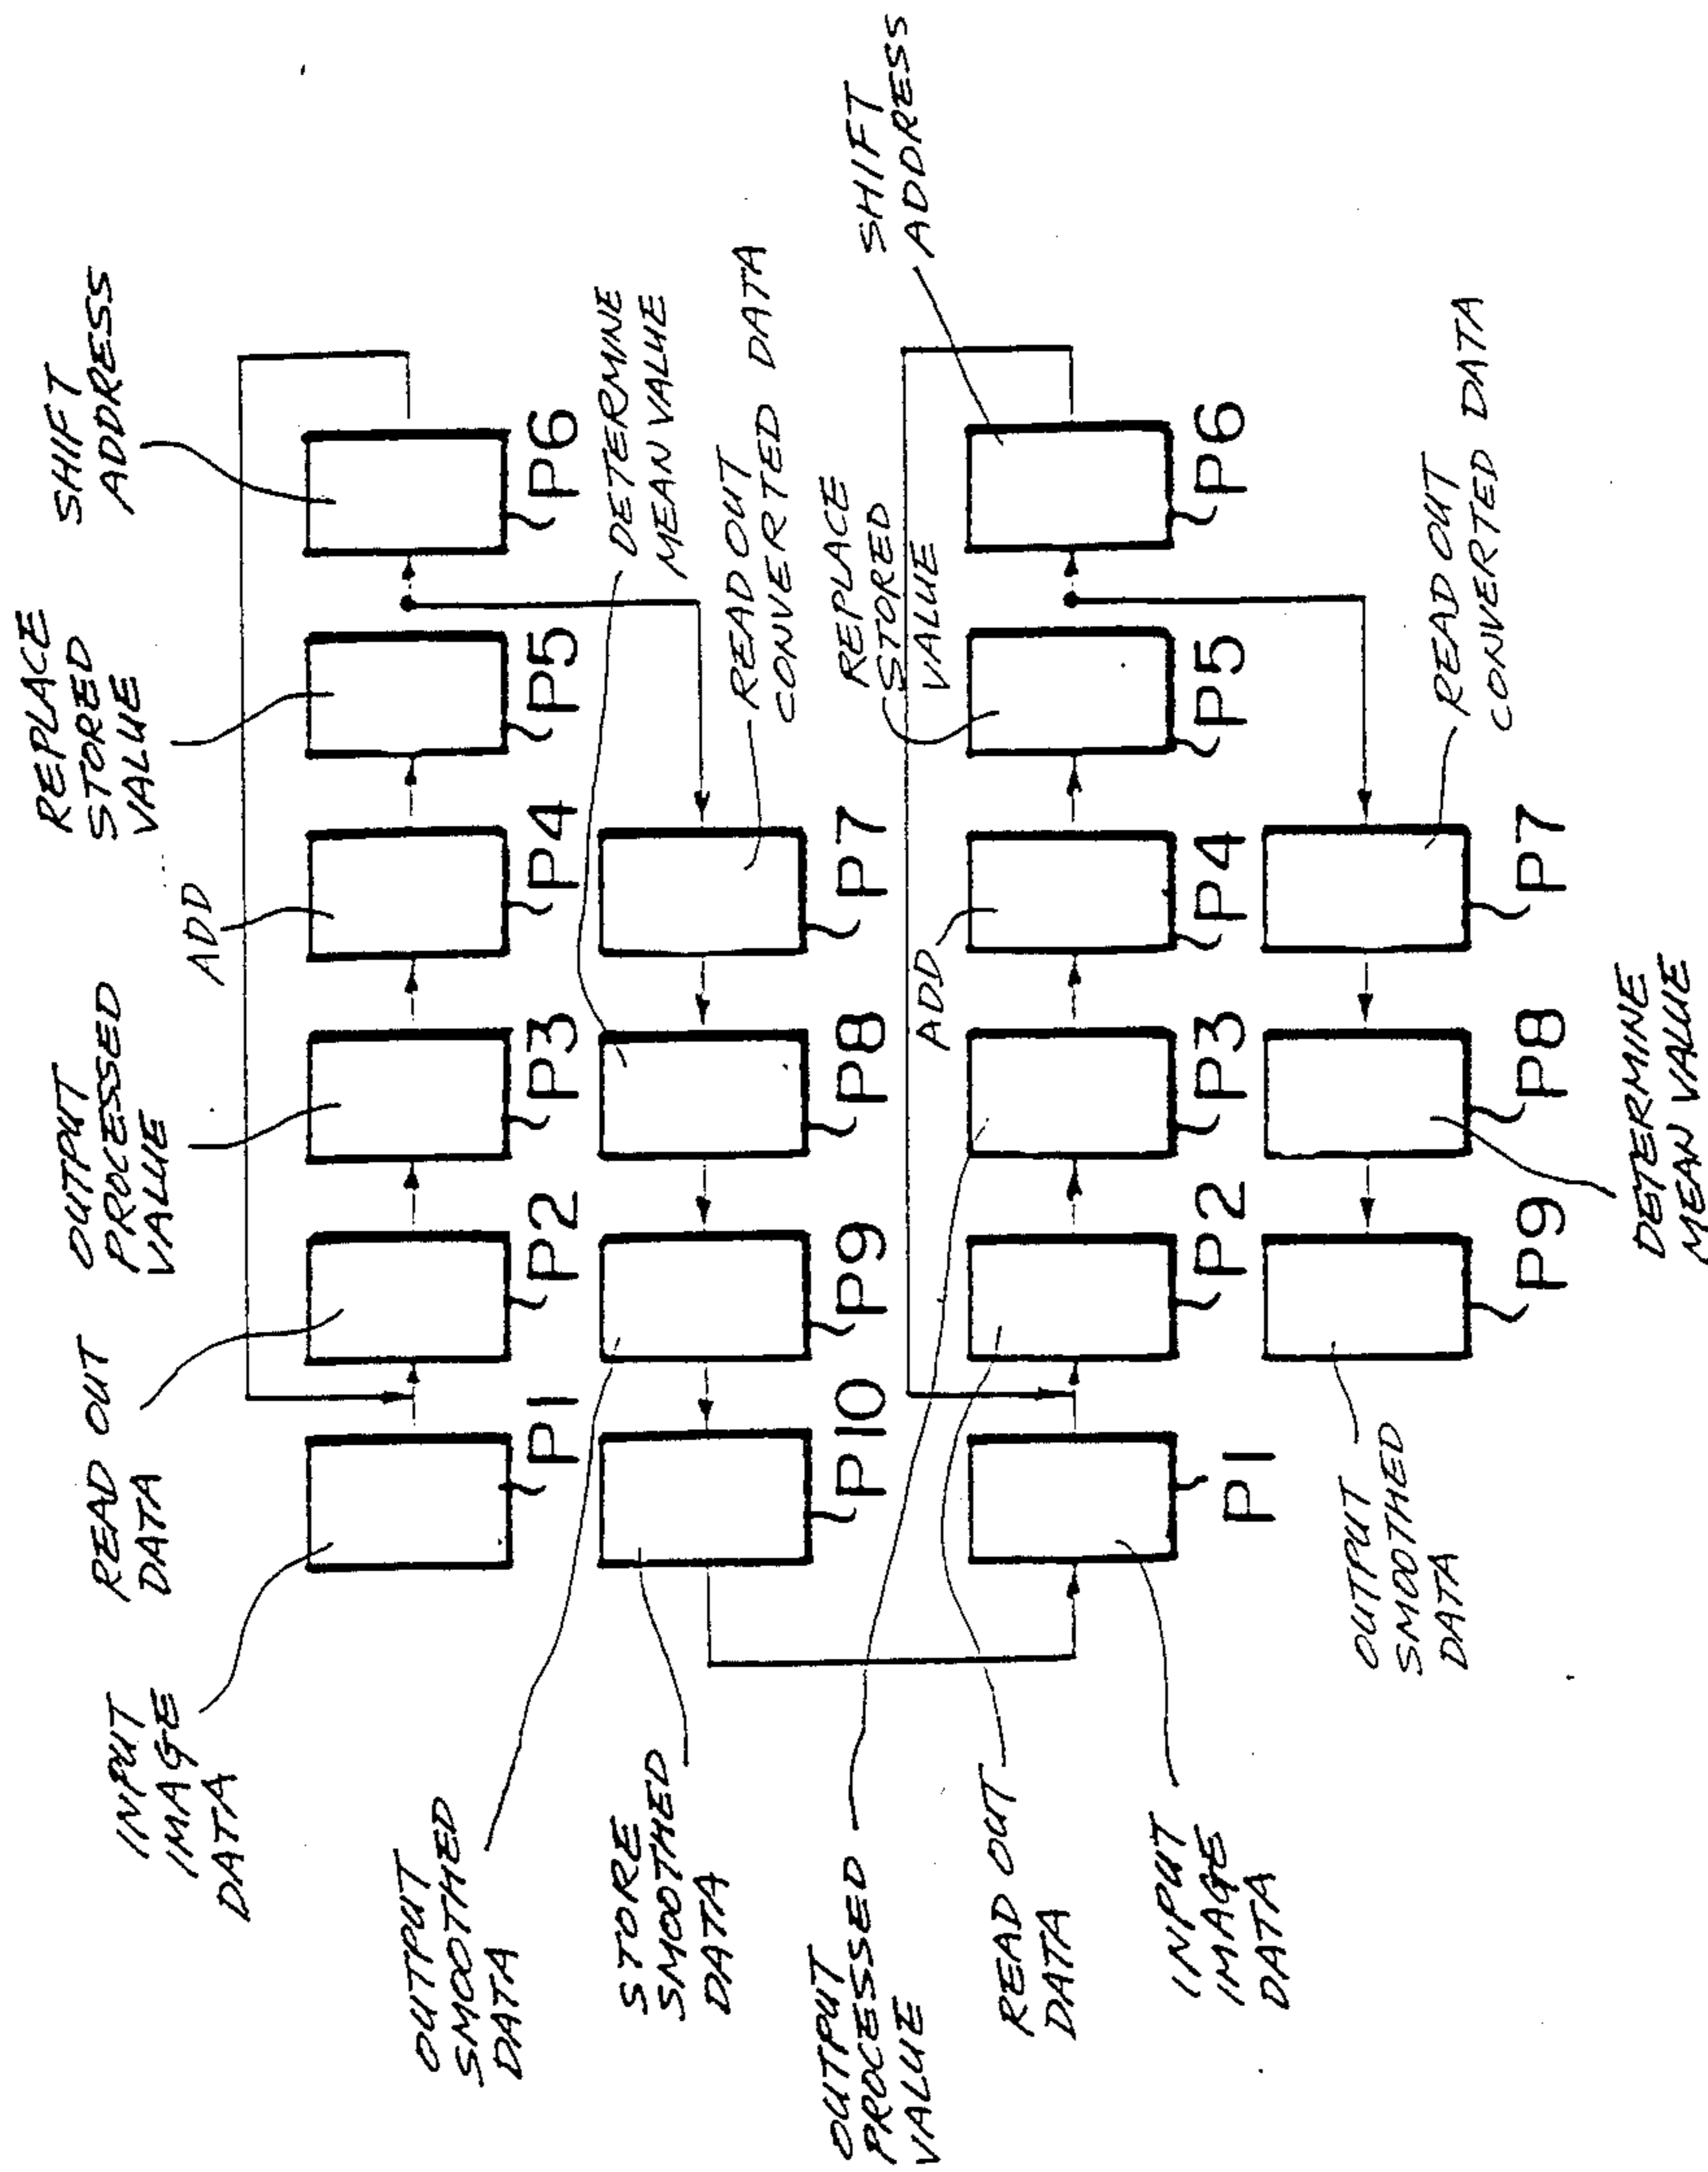 SHIFT
ADDRESS
REPLACE
STORED
VALUE
ADD
OUTPUT
PROCESSED
VALUE
READ OUT
DATA
INPUT
IMAGE
DATA
P1
P2
P3
P4
P5
P6
DETERMINE
MEAN VALUE
READ OUT
CONVERTED DATA
OUTPUT
SMOOTHED
DATA
STORE
SMOOTHED
DATA
P10
P9
P8
P7
SHIFT
ADDRESS
REPLACE
STORED
VALUE
ADD
OUTPUT
PROCESSED
VALUE
READ OUT
DATA
INPUT
IMAGE
DATA
P1
P2
P3
P4
P5
P6
READ OUT
CONVERTED DATA
OUTPUT
SMOOTHED
DATA
P9
P8
P7
DETERMINE
MEAN VALUE